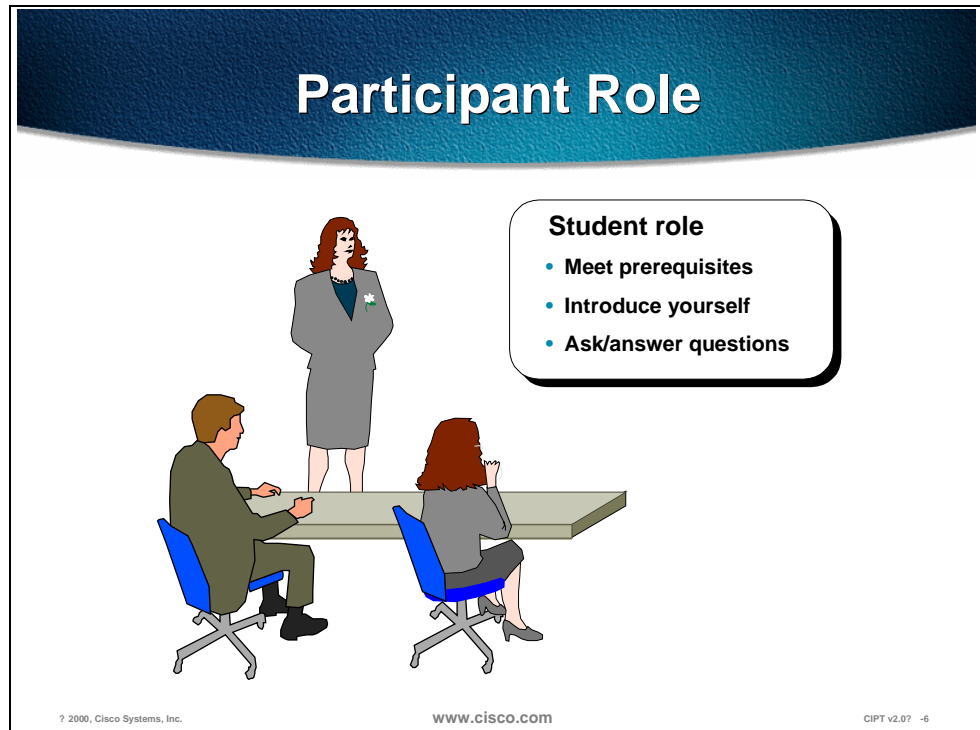 Participant Role
Student role
• Meet prerequisites
• Introduce yourself
• Ask/answer questions
? 2000, Cisco Systems, Inc.
www.cisco.com
CIPT v2.0? -6